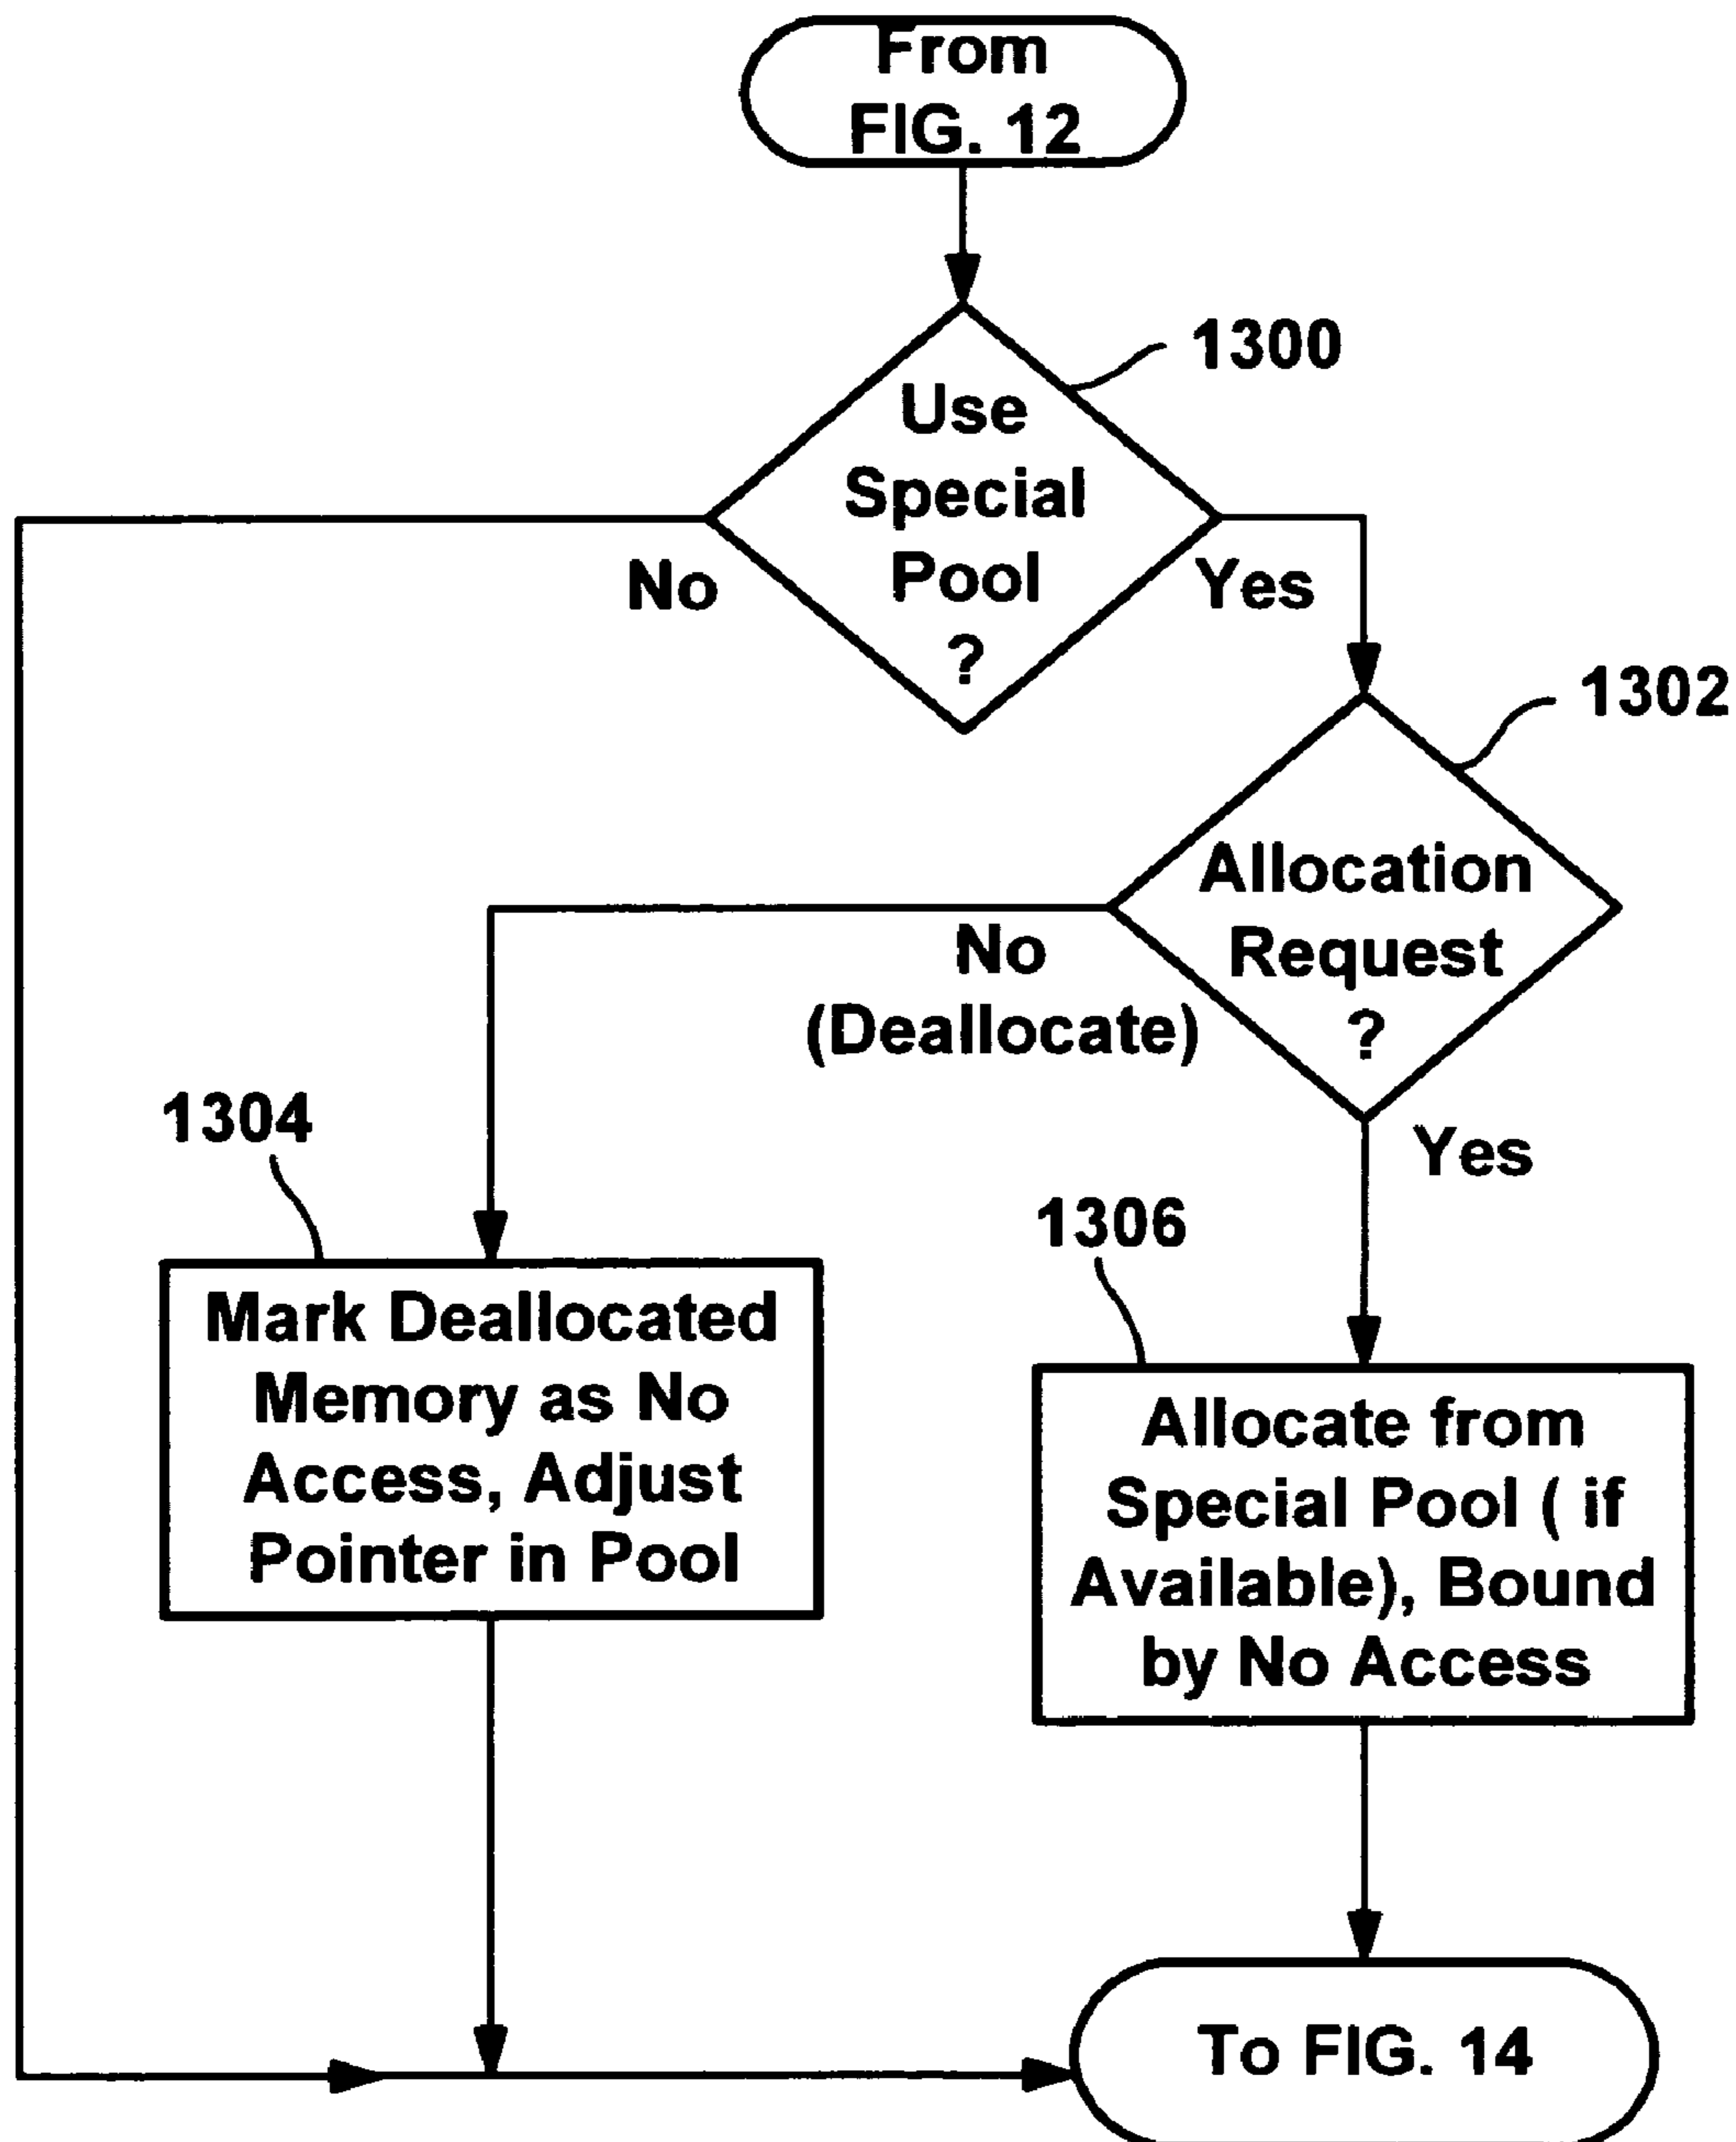 From
FIG. 12
1300
Use
Special
Pool
?
No
Yes
1302
Allocation
Request
?
No
(Deallocate)
Yes
1304
Mark Deallocated
Memory as No
Access, Adjust
Pointer in Pool
1306
Allocate from
Special Pool ( if
Available), Bound
by No Access
To FIG. 14